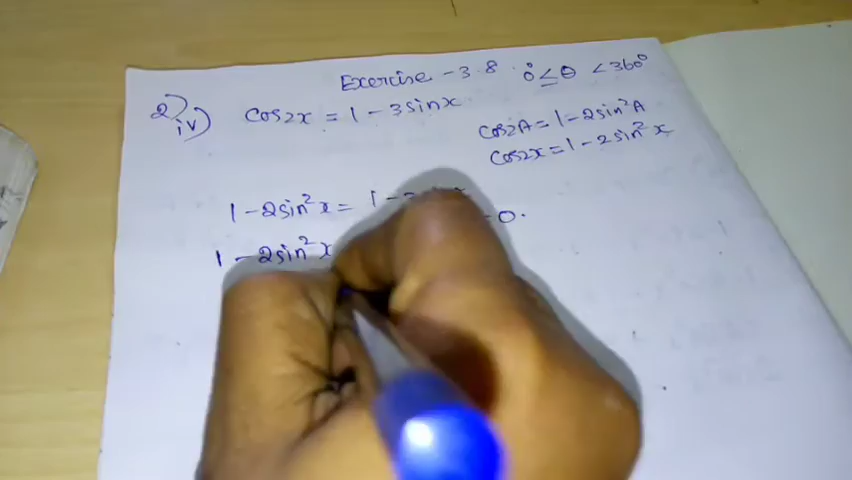 Exercise - 3.8 0° ≤ θ < 360°
2) iv) cos2x = 1 - 3sinx
cos2A = 1 - 2sin²A
cos2x = 1 - 2sin²x
1 - 2sin²x = 1 -
1 - 2sin²x
0.